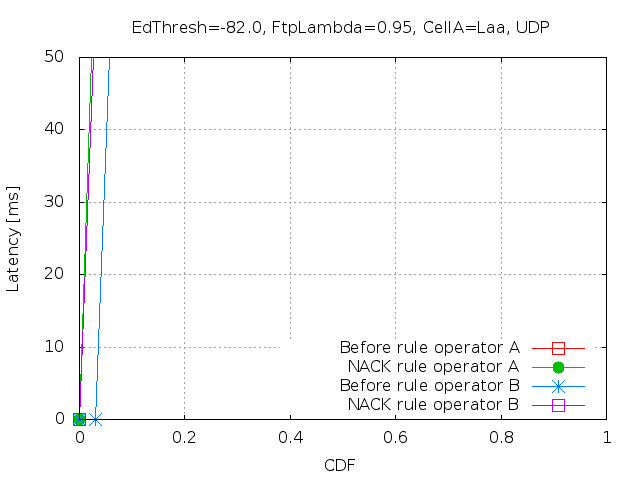 EdThresh=-82.0, FtpLambda=0.95, CellA=Laa, UDP
50
40
30
20
10
0
Latency [ms]
Before rule operator A
NACK rule operator A
Before rule operator B
NACK rule operator B
0 0.2 0.4 0.6 0.8 1
CDF